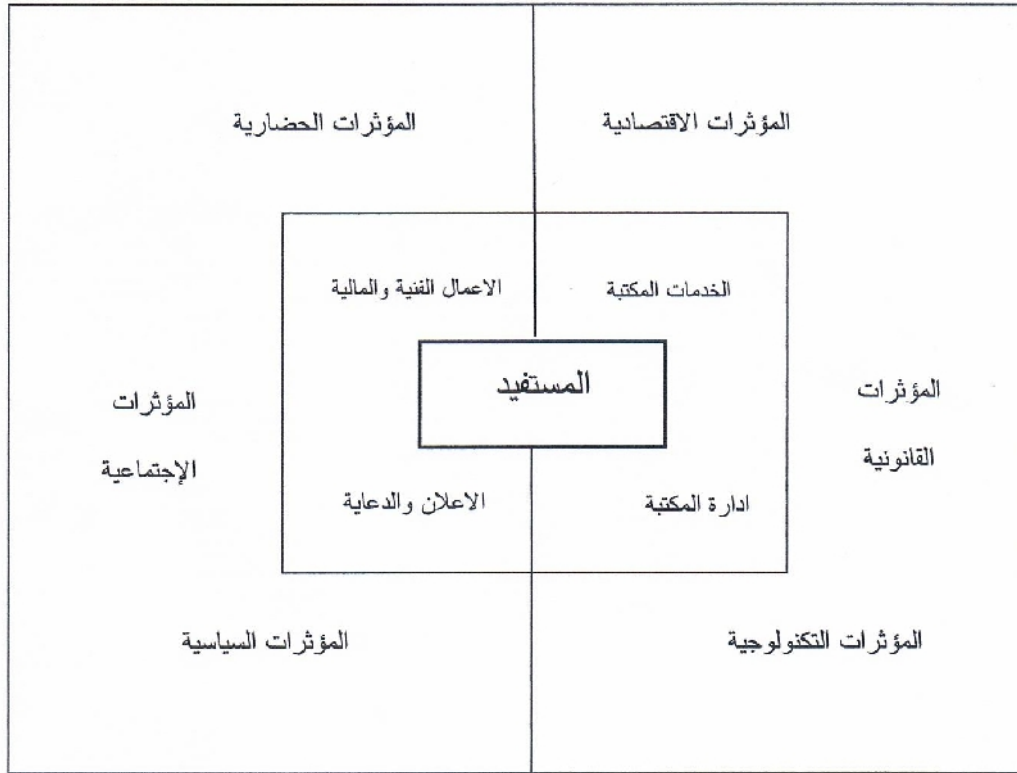 المؤثرات الاقتصادية
المؤثرات الحضارية
الخدمات المكتبة
الاعمال الفنية والمالية
المستفيد
المؤثرات
القانونية
المؤثرات
الإجتماعية
ادارة المكتبة
الاعلان والدعاية
المؤثرات التكنولوجية
المؤثرات السياسية